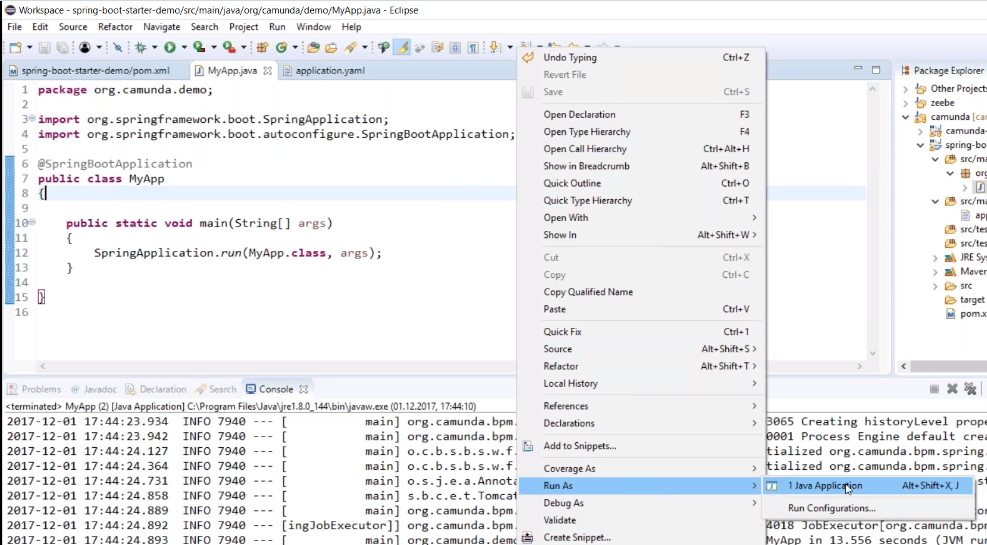 Workspace - spring-boot-starter-demo/src/main/java/org/camunda/demo/MyApp.java - Eclipse
File Edit Source Refactor Navigate Search Project Run Window Help
spring-boot-starter-demo/pom.xml MyApp.java application.yaml
1 package org.camunda.demo;
2
3 import org.springframework.boot.SpringApplication;
4 import org.springframework.boot.autoconfigure.SpringBootApplication;
5
6 @SpringBootApplication
7 public class MyApp
8 {
9
10 public static void main(String[] args)
11 {
12 SpringApplication.run(MyApp.class, args);
13 }
14
15 }
16
Undo Typing Ctrl+Z
Revert File
Save Ctrl+S
Open Declaration F3
Open Type Hierarchy F4
Open Call Hierarchy Ctrl+Alt+H
Show in Breadcrumb Alt+Shift+B
Quick Outline Ctrl+O
Quick Type Hierarchy Ctrl+T
Open With
Show In Alt+Shift+W
Cut Ctrl+X
Copy Ctrl+C
Copy Qualified Name
Paste Ctrl+V
Quick Fix Ctrl+1
Source Alt+Shift+S
Refactor Alt+Shift+T
Local History
References
Declarations
Add to Snippets...
Coverage As
Run As
Debug As
Validate
Create Snippet...
1 Java Application Alt+Shift+X, J
Run Configurations...
Package Explorer
Other Projects
zeebe
camunda [ca
camunda-
spring-bo
src/ma
org
src/ma
app
src/tes
src/tes
JRE Sys
Maven
src
target
pom.x
Problems Javadoc Declaration Search Console
<terminated> MyApp (2) [Java Application] C:\Program Files\Java\jre1.8.0_144\bin\javaw.exe (01.12.2017, 17:44:10)
2017-12-01 17:44:23.934 INFO 7940 --- [ main] org.camunda.bpm. 3065 Creating historyLevel prope
2017-12-01 17:44:23.942 INFO 7940 --- [ main] org.camunda.bpm. 0001 Process Engine default crea
2017-12-01 17:44:24.127 INFO 7940 --- [ main] o.c.b.s.b.s.w.f. tialized org.camunda.bpm.spring.
2017-12-01 17:44:24.364 INFO 7940 --- [ main] o.c.b.s.b.s.w.f. tialized org.camunda.bpm.spring.
2017-12-01 17:44:24.731 INFO 7940 --- [ main] o.s.j.e.a.Annota
2017-12-01 17:44:24.858 INFO 7940 --- [ main] s.b.c.e.t.Tomcat
2017-12-01 17:44:24.889 INFO 7940 --- [ main] org.camunda.bpm.
2017-12-01 17:44:24.892 INFO 7940 --- [ingJobExecutor]] org.camunda.bpm. 4018 JobExecutor[org.camunda.bp
2017-12-01 17:44:24.893 INFO 7940 --- [ main] org.camunda.demo MyApp in 13.556 seconds (JVM run